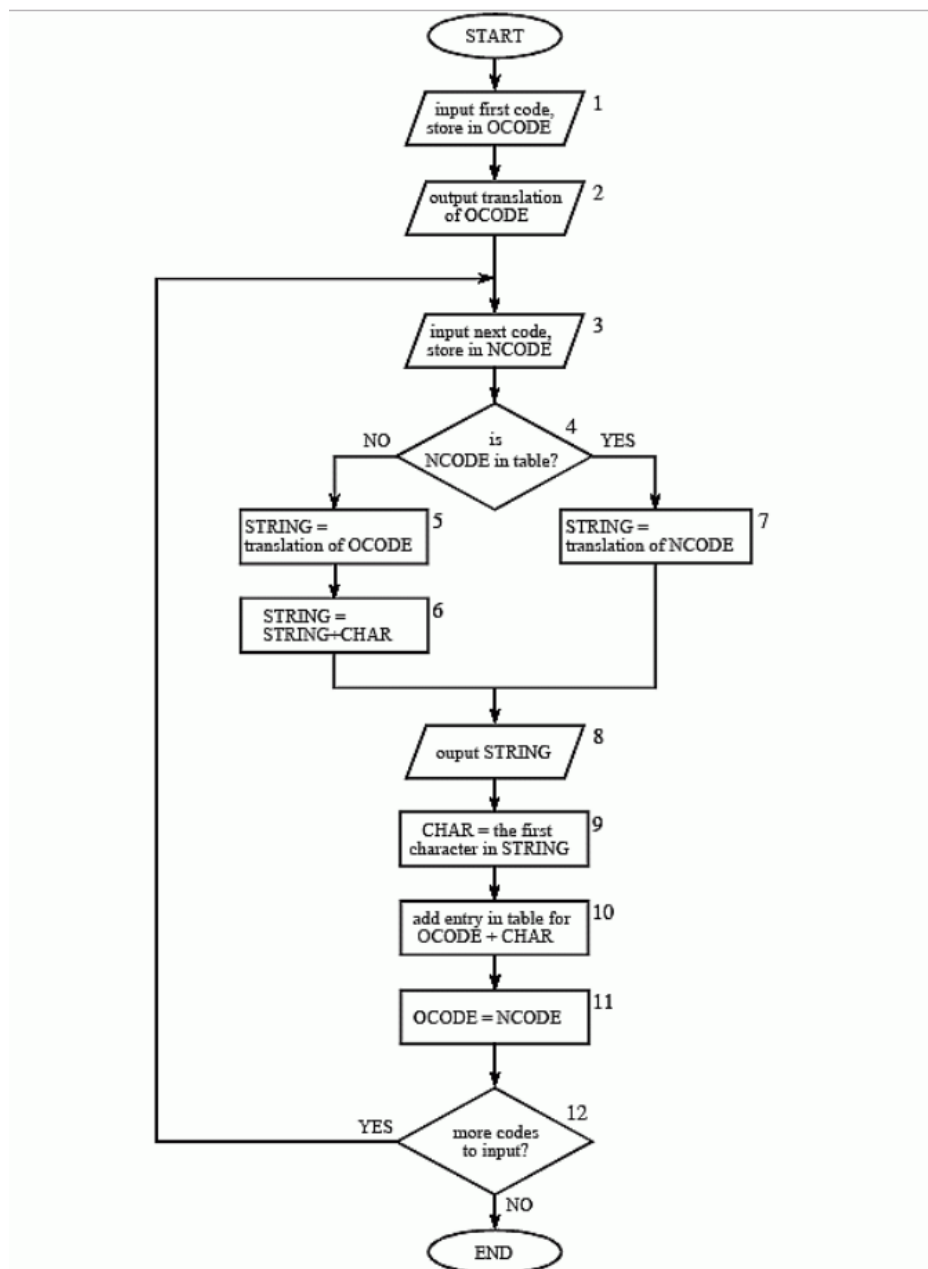 START
1
input first code,
store in OCODE
2
output translation
of OCODE
3
input next code,
store in NCODE
4
is
NCODE in table?
NO
YES
5
STRING =
translation of OCODE
7
STRING =
translation of NCODE
6
STRING =
STRING+CHAR
8
ouput STRING
9
CHAR = the first
character in STRING
10
add entry in table for
OCODE + CHAR
11
OCODE = NCODE
12
YES
more codes
to input?
NO
END